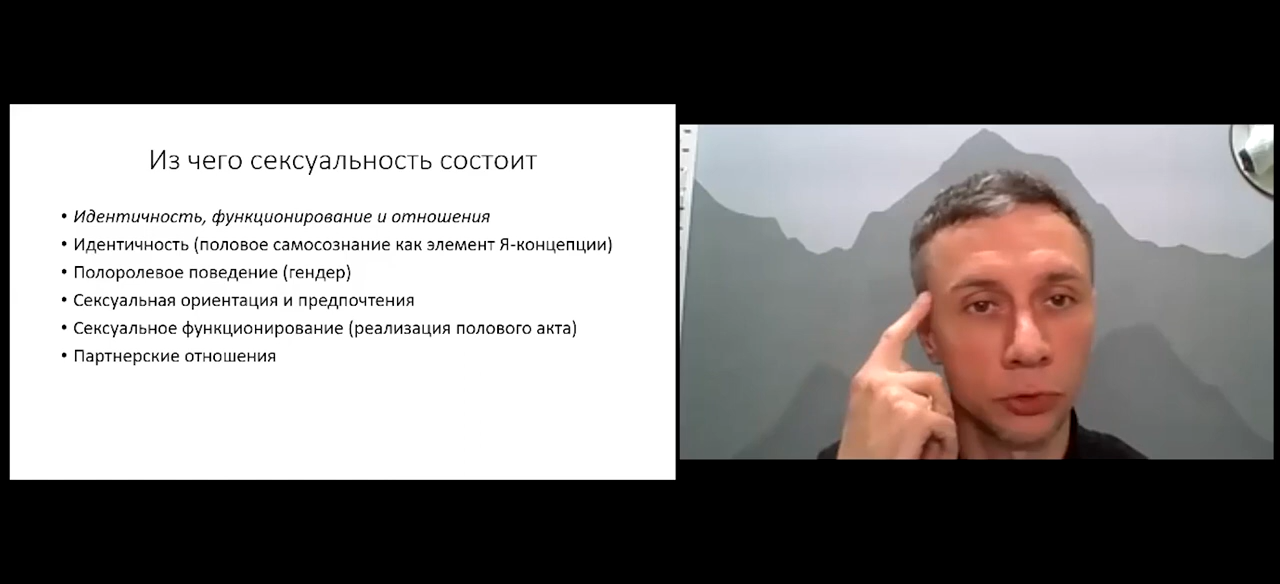 Из чего сексуальность состоит
• Идентичность, функционирование и отношения
• Идентичность (половое самосознание как элемент Я-концепции)
• Полоролевое поведение (гендер)
• Сексуальная ориентация и предпочтения
• Сексуальное функционирование (реализация полового акта)
• Партнерские отношения